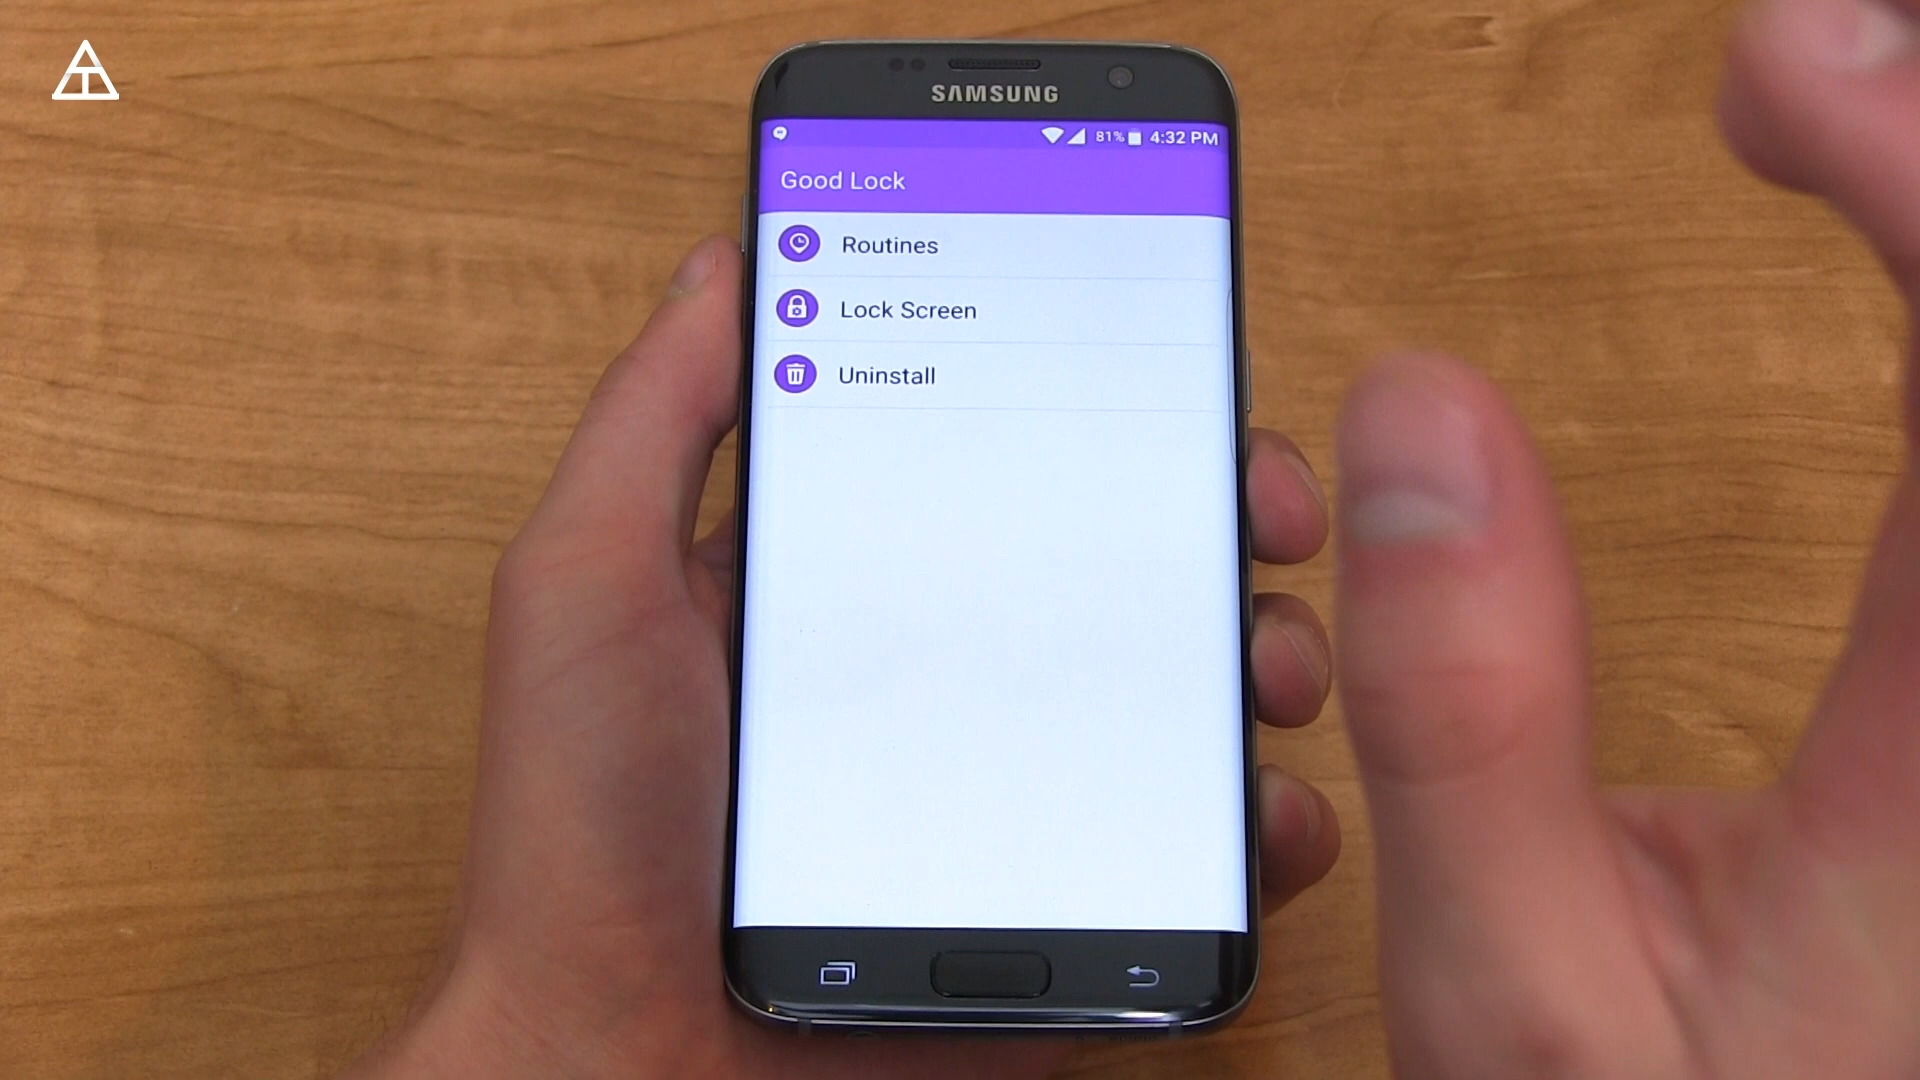 SAMSUNG
81% 4:32 PM
Good Lock
Routines
Lock Screen
Uninstall